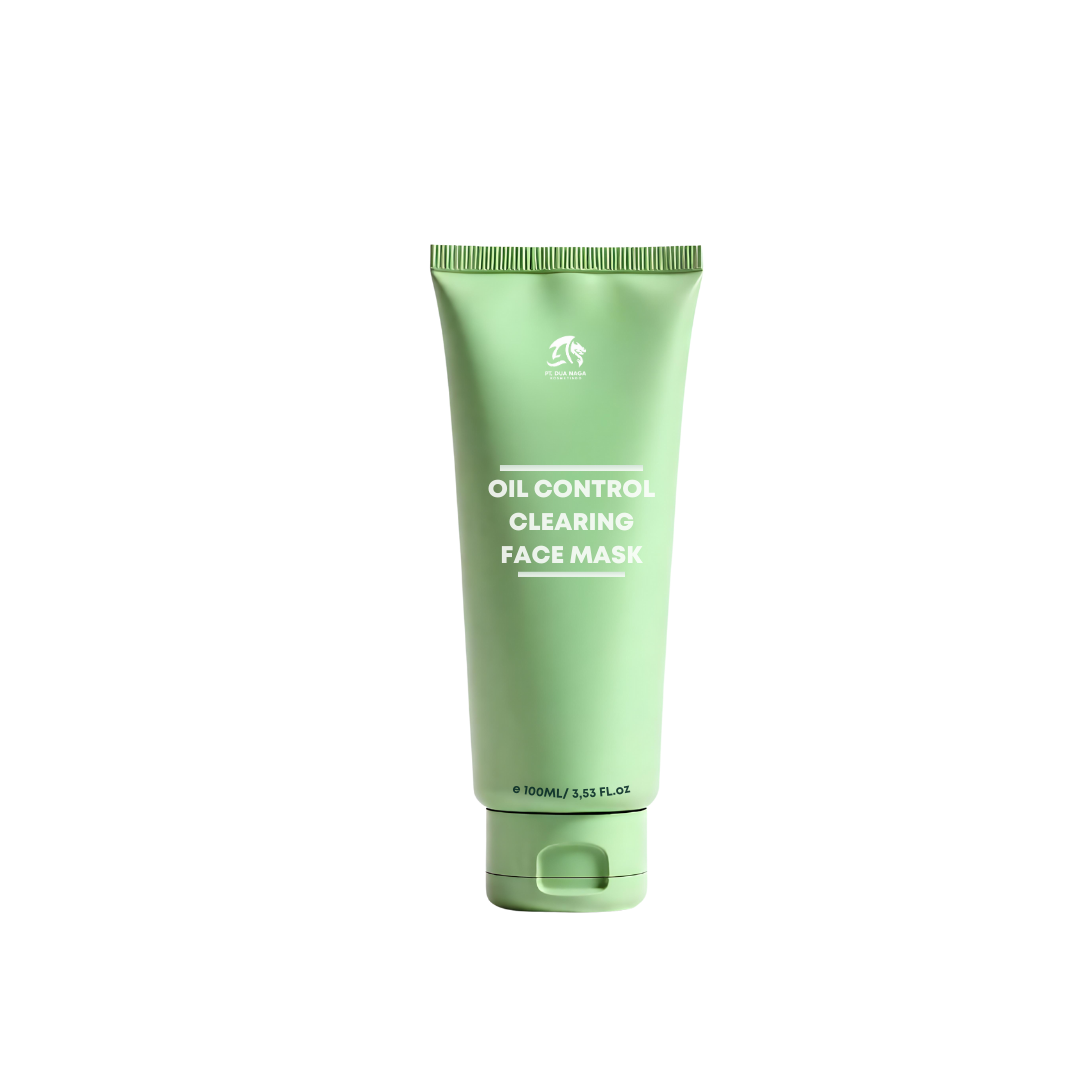 PT. DUA NAGA
OIL CONTROL
CLEARING
FACE MASK
e 100ML/ 3,53 FL.oz